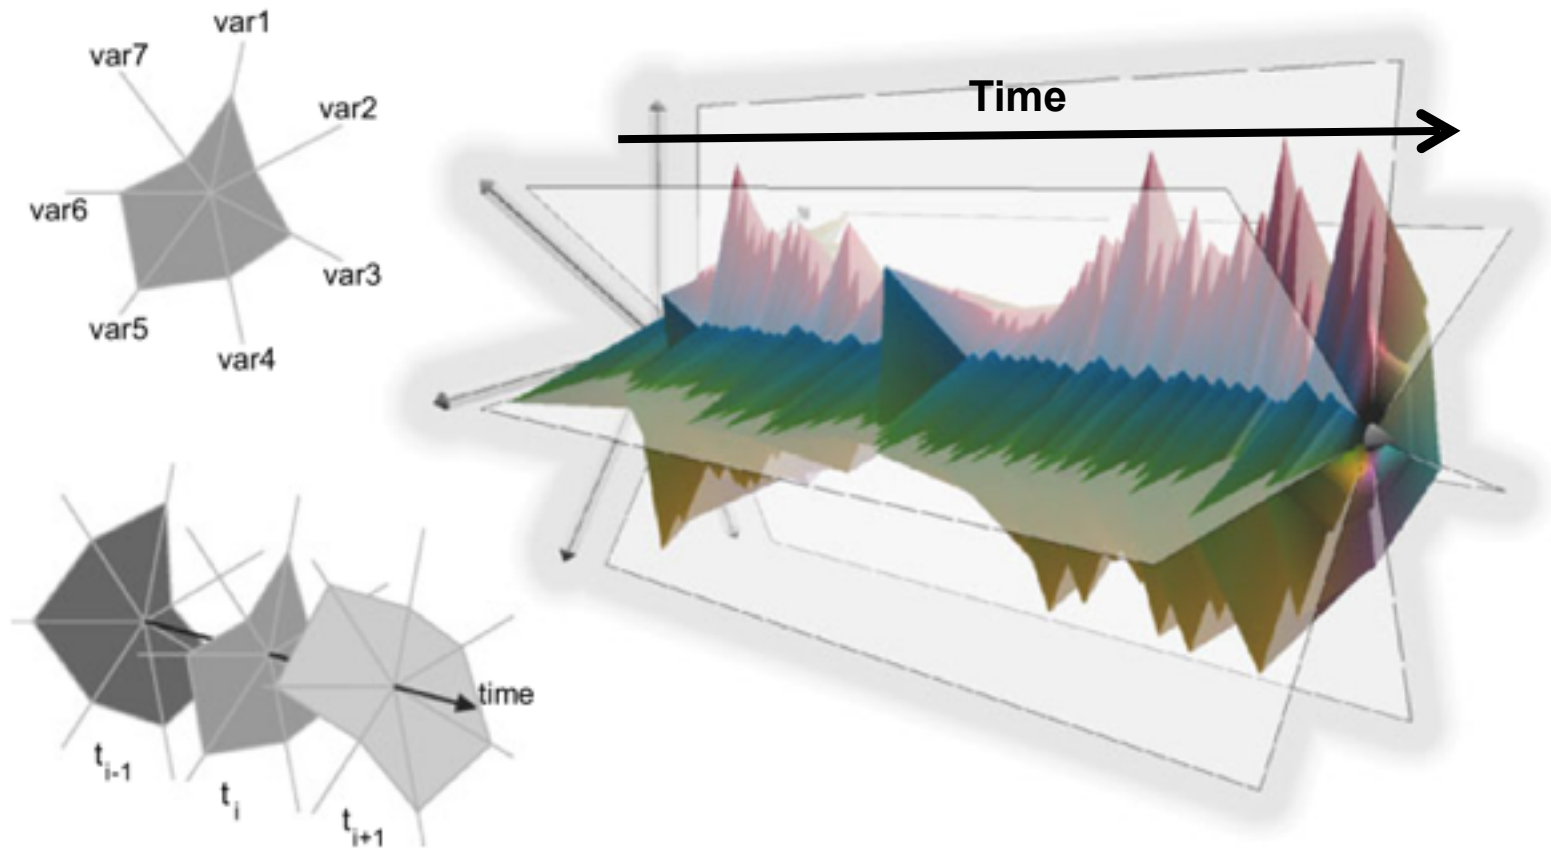 var1
var7
var2
var6
var3
var5
var4
Time
N
time
t i-1
t i
t i+1